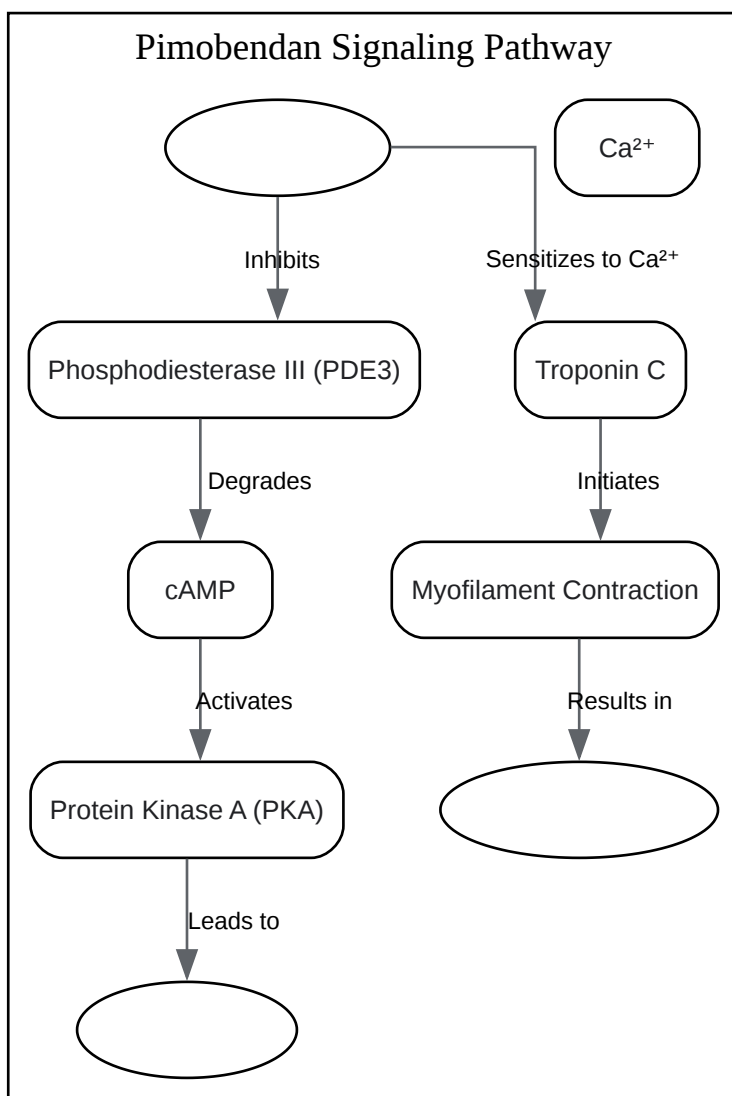 Pimobendan Signaling Pathway
Ca²⁺
Inhibits
Sensitizes to Ca²⁺
Phosphodiesterase III (PDE3)
Troponin C
Degrades
Initiates
cAMP
Myofilament Contraction
Activates
Results in
Protein Kinase A (PKA)
Leads to